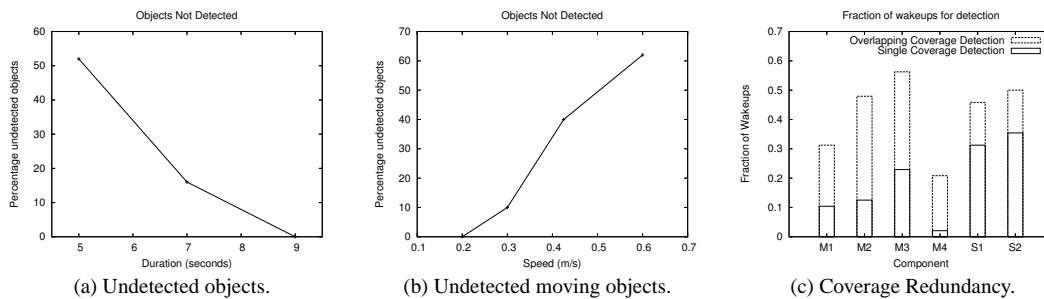 Objects Not Detected
Percentage undetected objects
60
50
40
30
20
10
0
5
6
7
8
9
Duration (seconds)
(a) Undetected objects.
Objects Not Detected
Percentage undetected objects
70
60
50
40
30
20
10
0
0.1
0.2
0.3
0.4
0.5
0.6
0.7
Speed (m/s)
(b) Undetected moving objects.
Fraction of wakeups for detection
Overlapping Coverage Detection
Single Coverage Detection
Fraction of Wakeups
0.7
0.6
0.5
0.4
0.3
0.2
0.1
0
M1
M2
M3
M4
S1
S2
Component
(c) Coverage Redundancy.